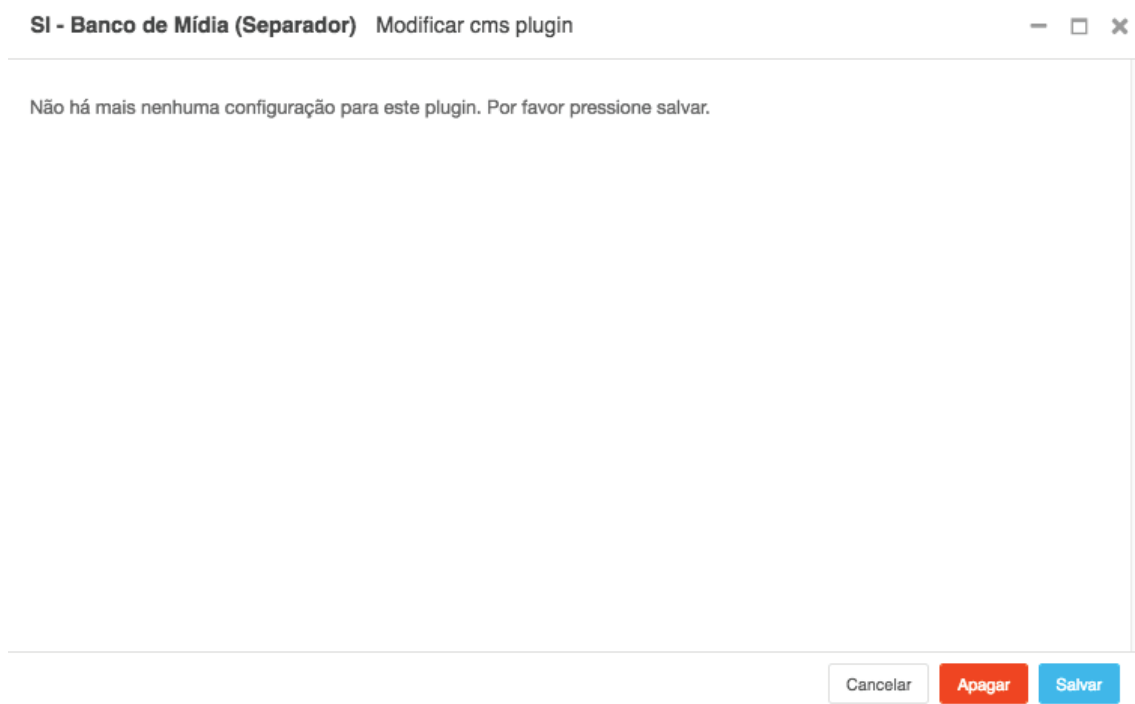 SI - Banco de Mídia (Separador) Modificar cms plugin
Não há mais nenhuma configuração para este plugin. Por favor pressione salvar.
Cancelar Apagar Salvar